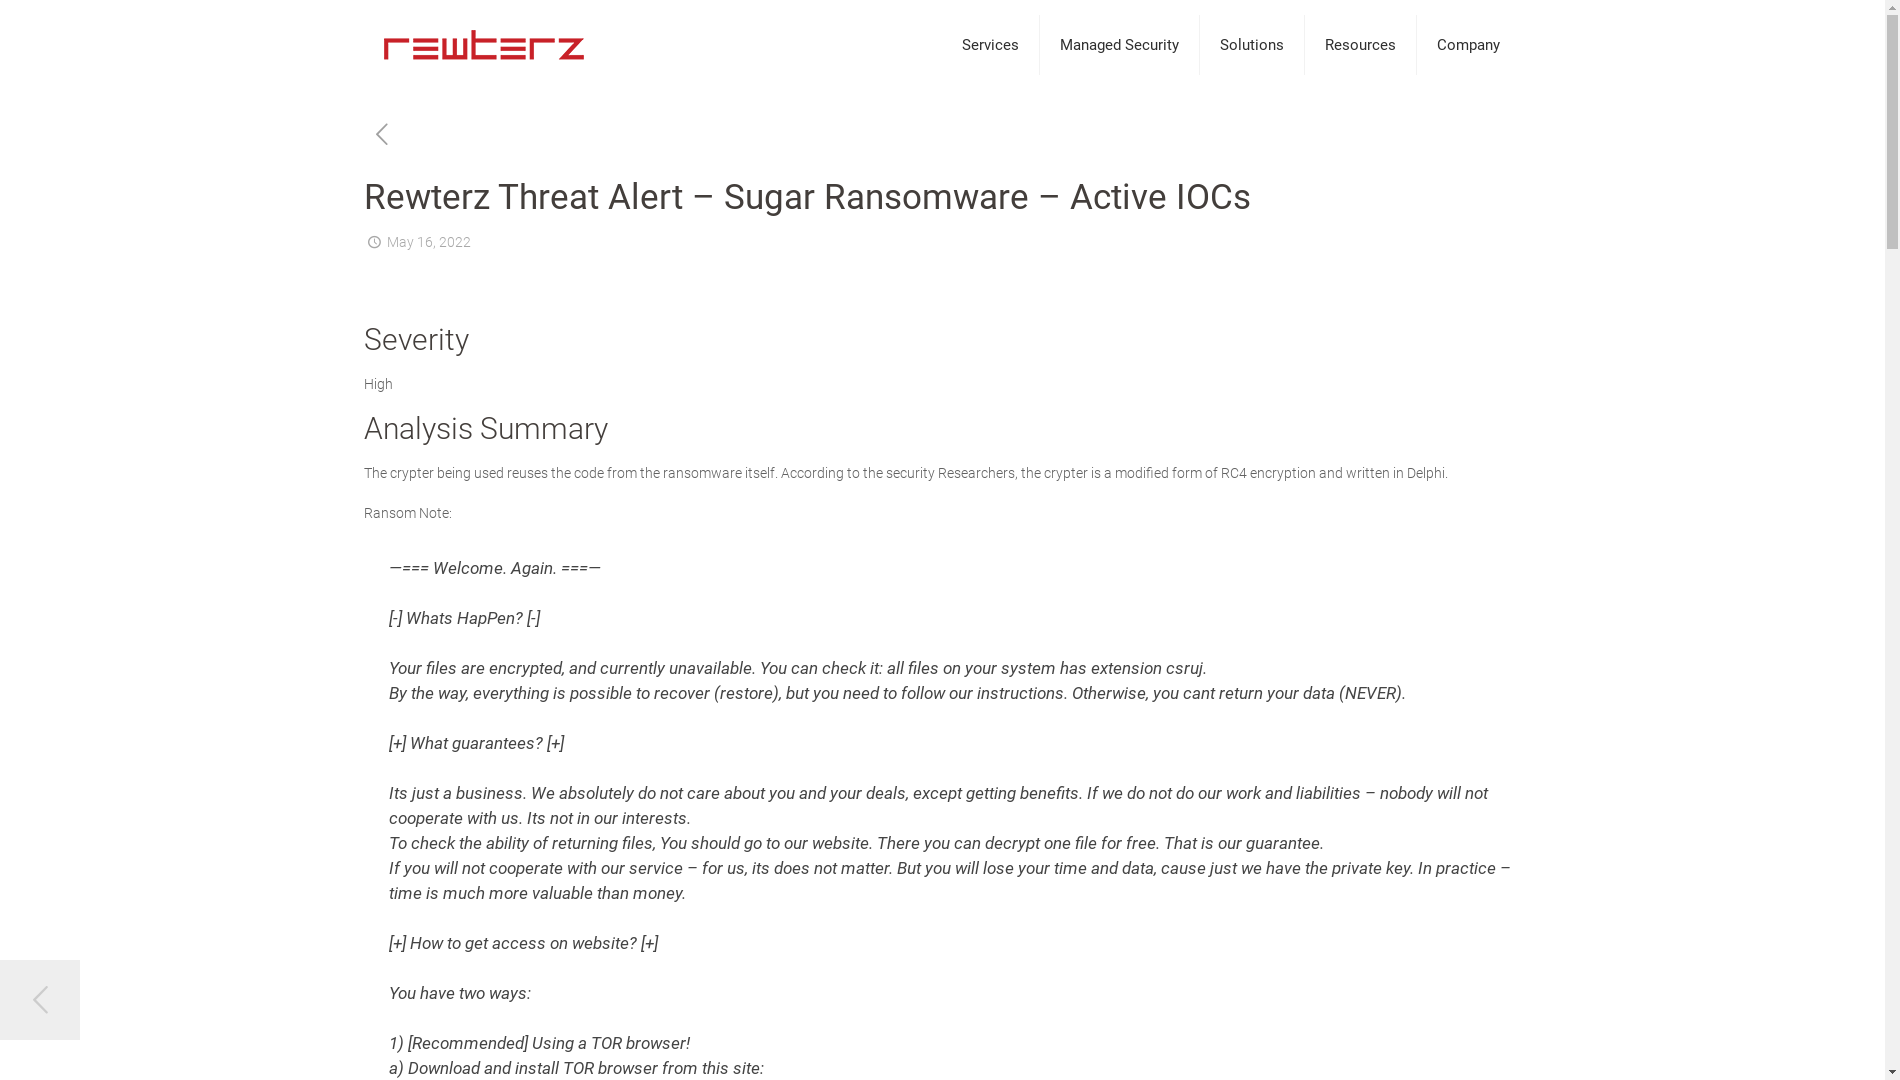 rewterz
Services
Managed Security
Solutions
Resources
Company
Rewterz Threat Alert – Sugar Ransomware – Active IOCs
May 16, 2022
Severity
High
Analysis Summary
The crypter being used reuses the code from the ransomware itself. According to the security Researchers, the crypter is a modified form of RC4 encryption and written in Delphi.
Ransom Note:
—=== Welcome. Again. ===—
[-] Whats HapPen? [-]
Your files are encrypted, and currently unavailable. You can check it: all files on your system has extension csruj.
By the way, everything is possible to recover (restore), but you need to follow our instructions. Otherwise, you cant return your data (NEVER).
[+] What guarantees? [+]
Its just a business. We absolutely do not care about you and your deals, except getting benefits. If we do not do our work and liabilities – nobody will not
cooperate with us. Its not in our interests.
To check the ability of returning files, You should go to our website. There you can decrypt one file for free. That is our guarantee.
If you will not cooperate with our service – for us, its does not matter. But you will lose your time and data, cause just we have the private key. In practice –
time is much more valuable than money.
[+] How to get access on website? [+]
You have two ways:
1) [Recommended] Using a TOR browser!
a) Download and install TOR browser from this site: